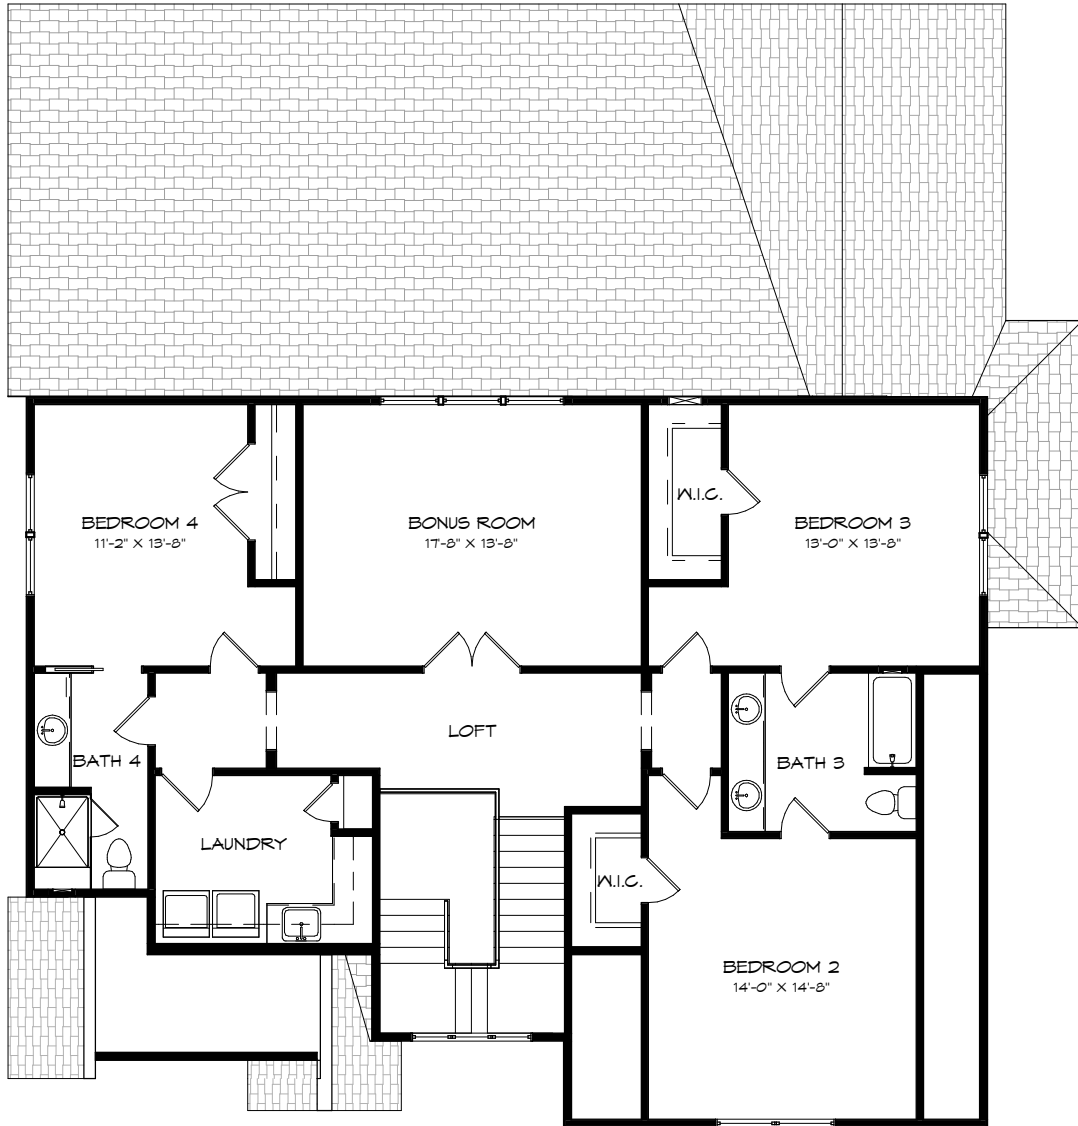 BEDROOM 4
11'-2" X 13'-8"
BONUS ROOM
17'-8" X 13'-8"
W.I.C.
BEDROOM 3
13'-0" X 13'-8"
LOFT
BATH 4
BATH 3
LAUNDRY
W.I.C.
BEDROOM 2
14'-0" X 14'-8"